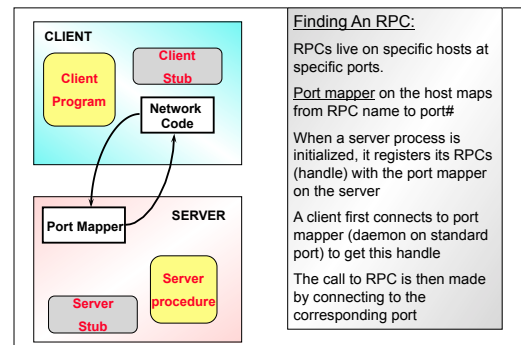 CLIENT
Client
Stub
Client
Program
Network
Code
Port Mapper
SERVER
Server
procedure
Server
Stub
Finding An RPC:
RPCs live on specific hosts at
specific ports.
Port mapper on the host maps
from RPC name to port#
When a server process is
initialized, it registers its RPCs
(handle) with the port mapper
on the server
A client first connects to port
mapper (daemon on standard
port) to get this handle
The call to RPC is then made
by connecting to the
corresponding port